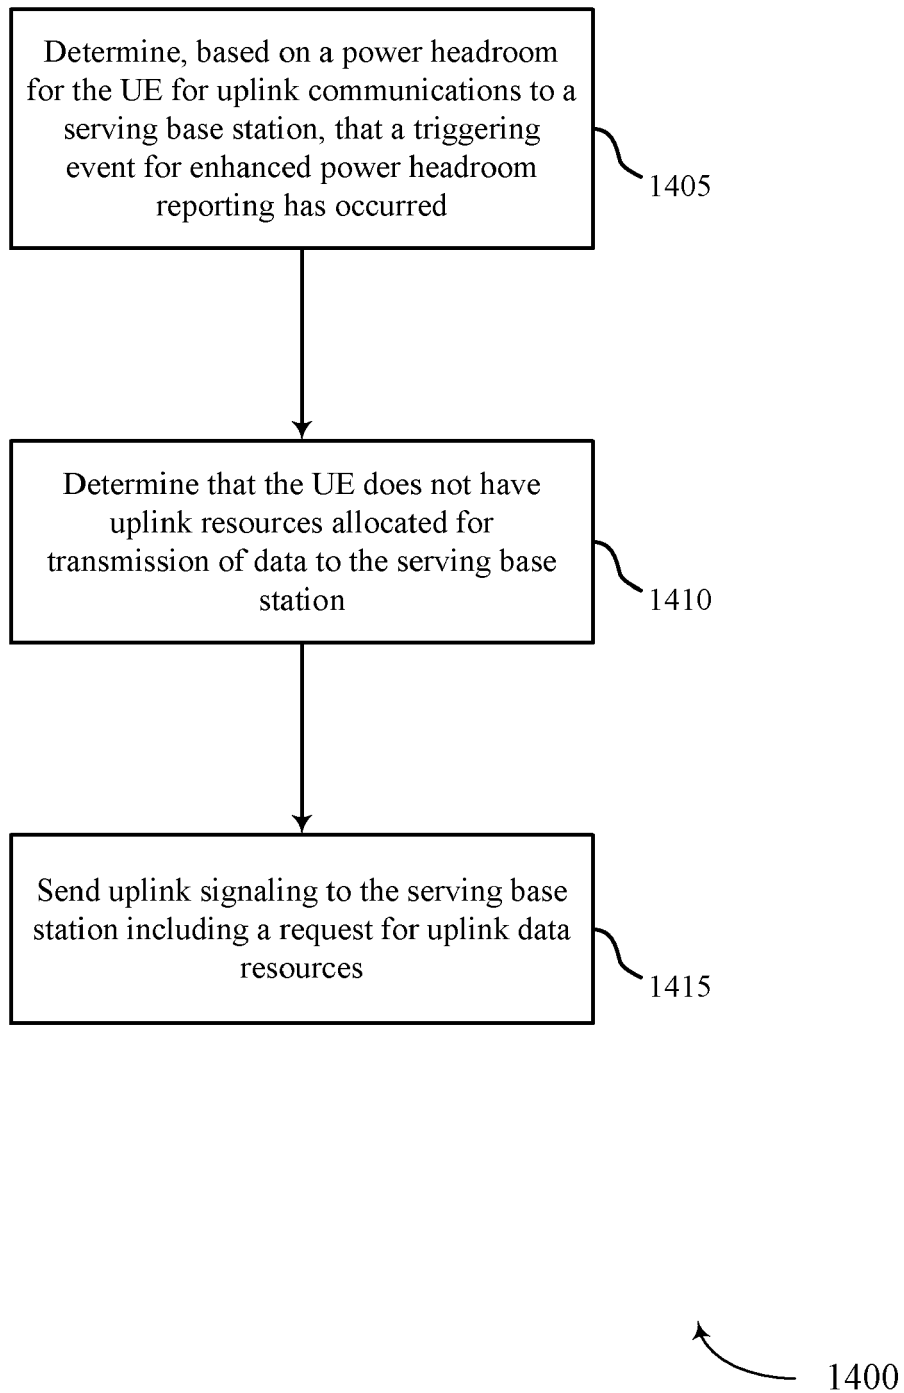 Determine, based on a power headroom
for the UE for uplink communications to a
serving base station, that a triggering
event for enhanced power headroom
reporting has occurred
1405
Determine that the UE does not have
uplink resources allocated for
transmission of data to the serving base
station
1410
Send uplink signaling to the serving base
station including a request for uplink data
resources
1415
1400